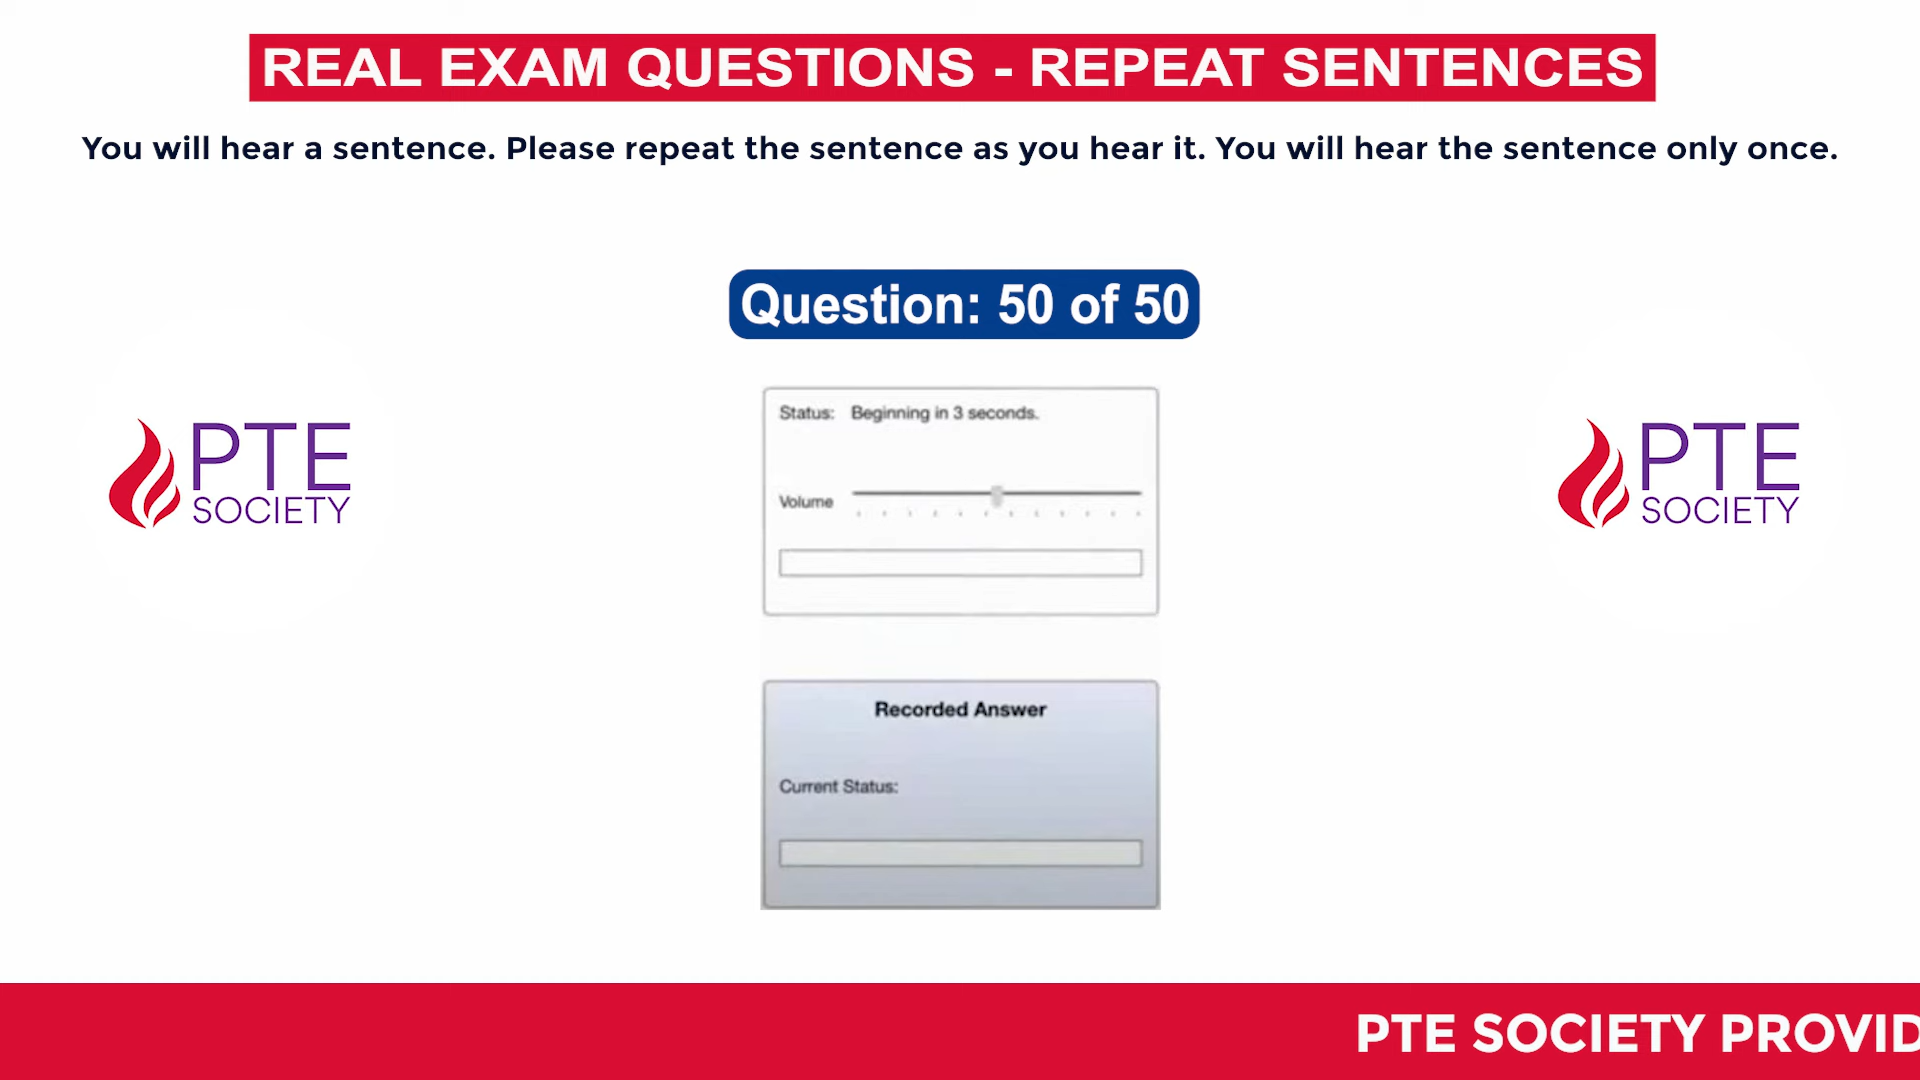 REAL EXAM QUESTIONS - REPEAT SENTENCES
You will hear a sentence. Please repeat the sentence as you hear it. You will hear the sentence only once.
Question: 50 of 50
Status: Beginning in 3 seconds.
PTE
SOCIETY
PTE
SOCIETY
Volume
Recorded Answer
Current Status:
PTE SOCIETY PROVID